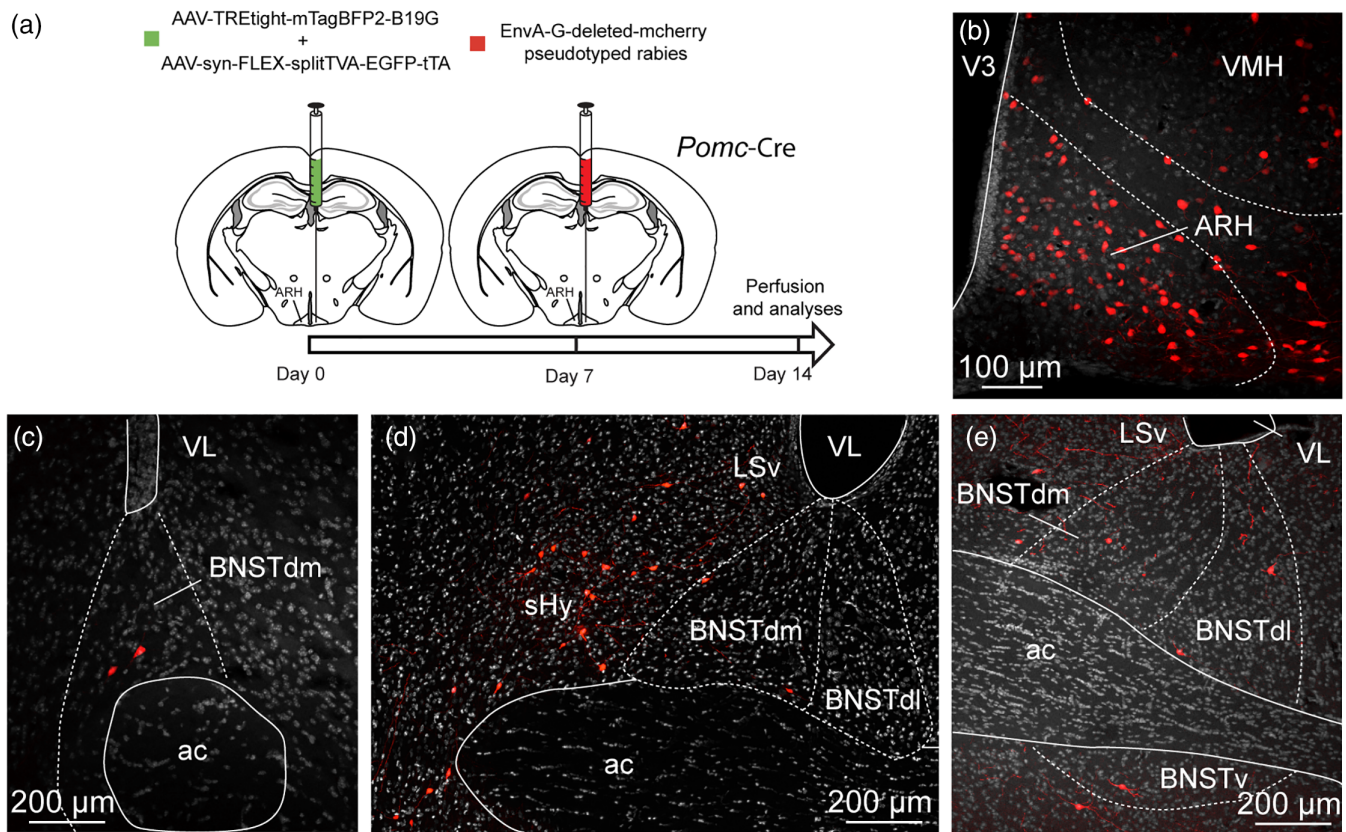 (a)
AAV-TREtight-mTagBFP2-B19G
+
AAV-syn-FLEX-splitTVA-EGFP-tTA
EnvA-G-deleted-mcherry
pseudotyped rabies
Pomc-Cre
ARH
ARH
Perfusion
and analyses
Day 0
Day 7
Day 14
(b)
V3
VMH
ARH
100 µm
(c)
VL
BNSTdm
ac
200 µm
(d)
LSv
VL
sHy
BNSTdm
BNSTdl
ac
200 µm
(e)
LSv
VL
BNSTdm
BNSTdl
ac
BNSTv
200 µm